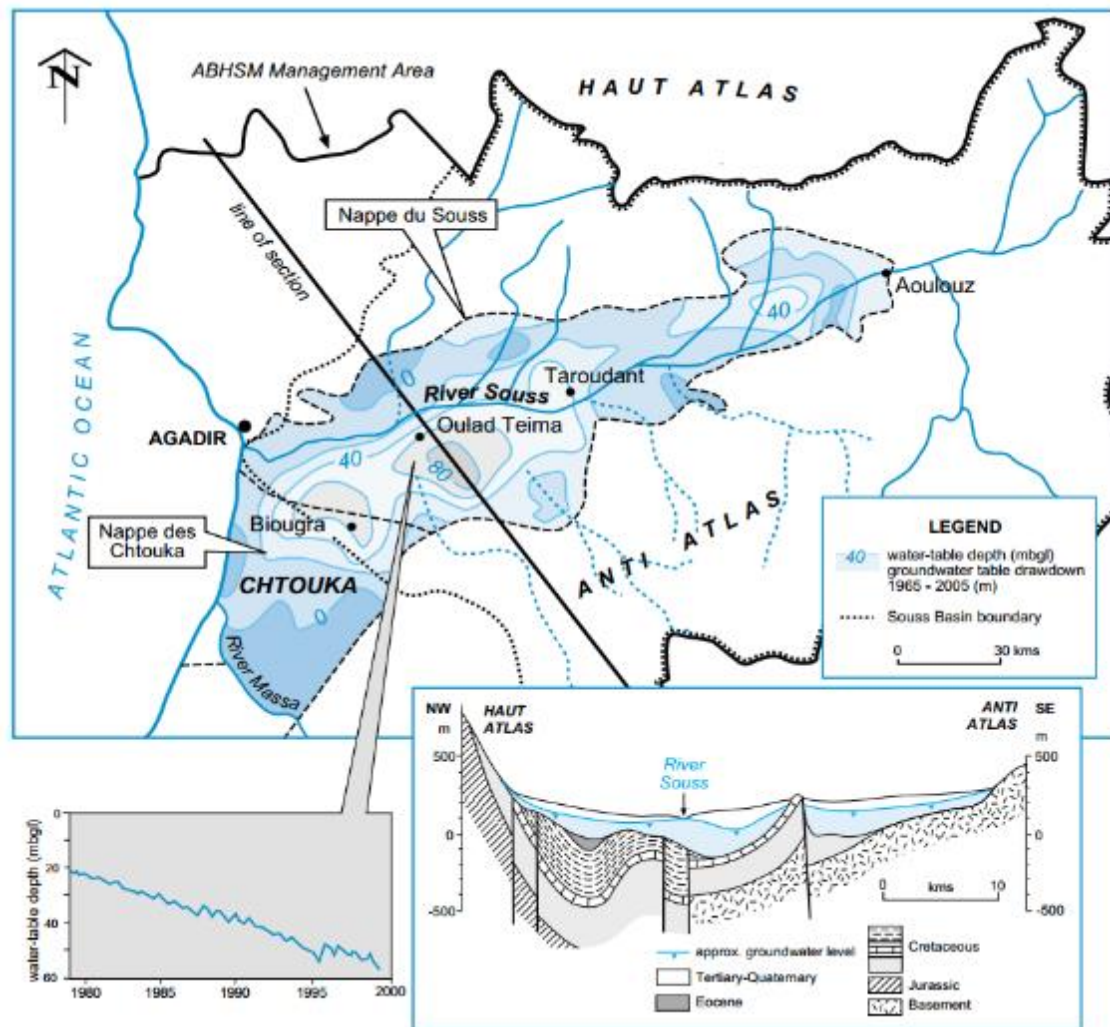 N
ABHSM Management Area
HAUT ATLAS
Nappe du Souss
line of section
Aoulouz
40
ATLANTIC OCEAN
0
Taroudant
River Souss
AGADIR
Oulad Teima
40
80
Biougra
Nappe des
Chtouka
CHTOUKA
0
ANTI ATLAS
River Massa
LEGEND
40
water-table depth (mbgl)
groundwater table drawdown
1965 - 2005 (m)
Souss Basin boundary
0 30 kms
NW
m
HAUT
ATLAS
ANTI
ATLAS
SE
m
River
Souss
500
0
-500
500
0
-500
0 kms 10
approx. groundwater level
Tertiary-Quaternary
Eocene
Cretaceous
Jurassic
Basement
water-table depth (mbgl)
0
20
40
60
1980 1985 1990 1995 2000